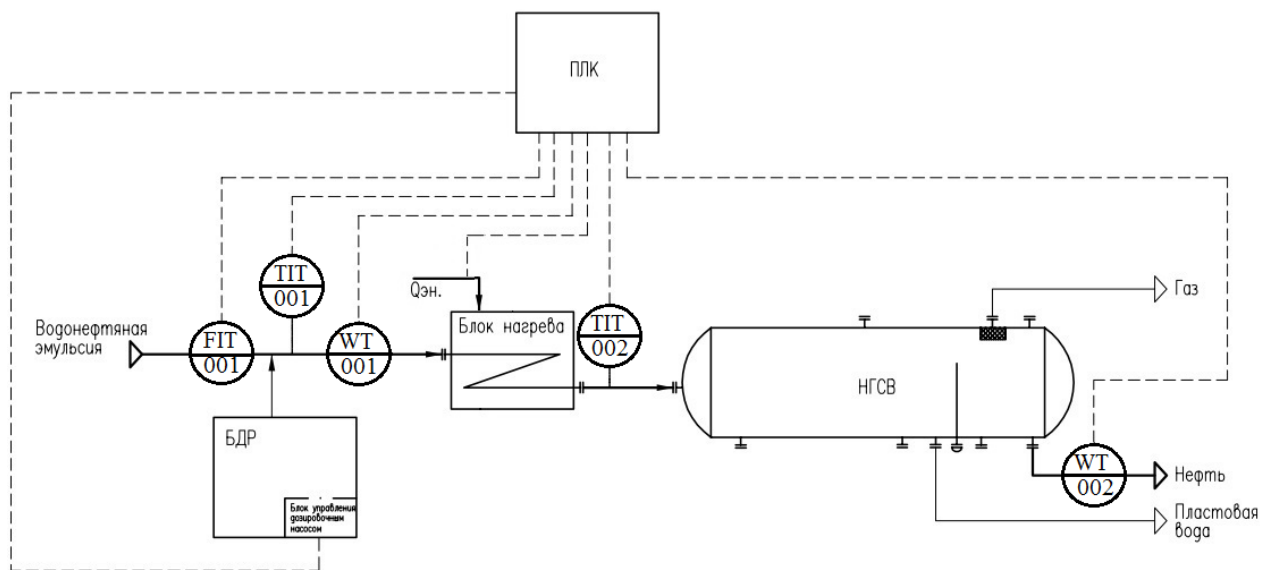 ПЛК
TIT
001
Qэн.
Газ
Водонефтяная
эмульсия
FIT
001
WT
001
Блок нагрева
TIT
002
НГСВ
БДР
Блок управления
дозировочным
насосом
WT
002
Нефть
Пластовая
вода